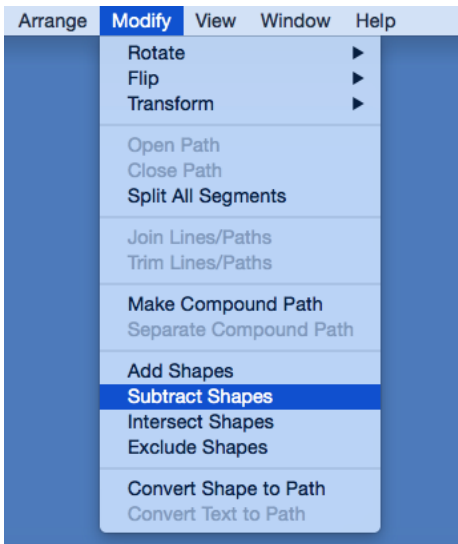 Arrange Modify View Window Help
Rotate
Flip
Transform
Open Path
Close Path
Split All Segments
Join Lines/Paths
Trim Lines/Paths
Make Compound Path
Separate Compound Path
Add Shapes
Subtract Shapes
Intersect Shapes
Exclude Shapes
Convert Shape to Path
Convert Text to Path